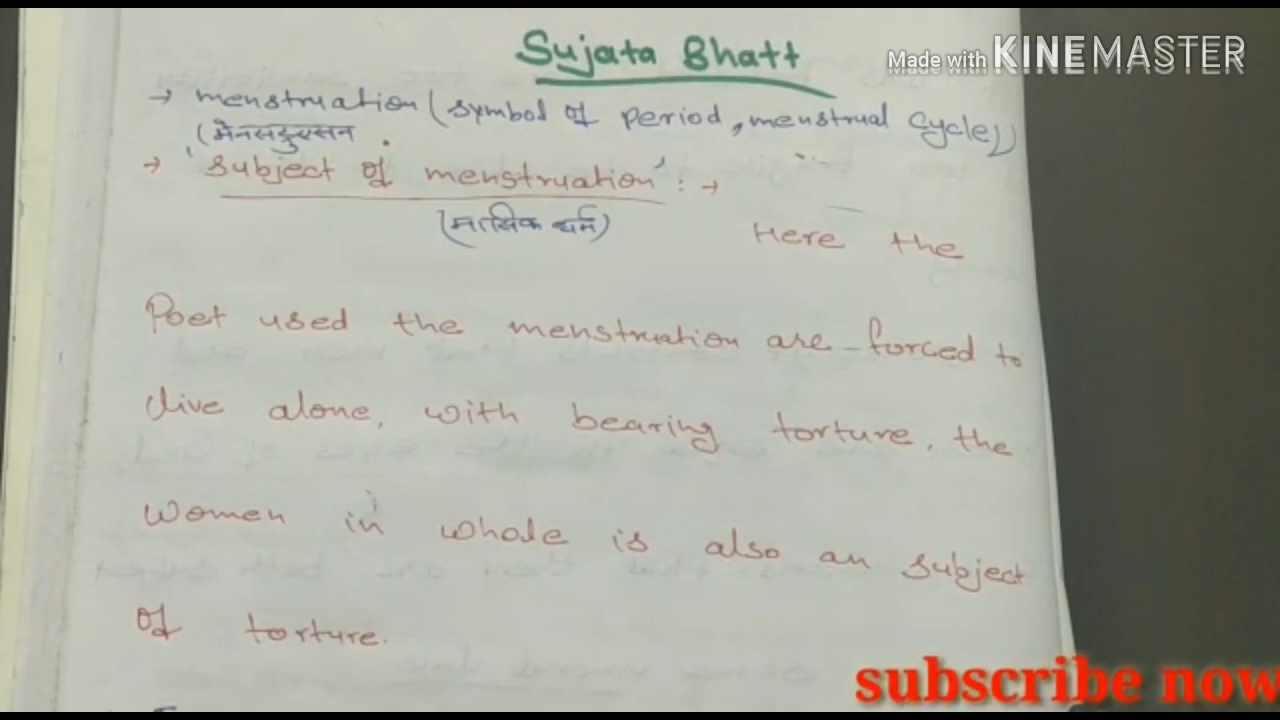 Sujata Bhatt
Made with KINEMASTER
→ menstruation (symbol of period, menstrual cycle)
(मेनसट्रुएसन
→ 'subject of menstruation' : →
(मासिक धर्म)
Here the
Poet used the menstruation are forced to
live alone, with bearing torture, the
women in whole is also an subject
of torture.
subscribe now